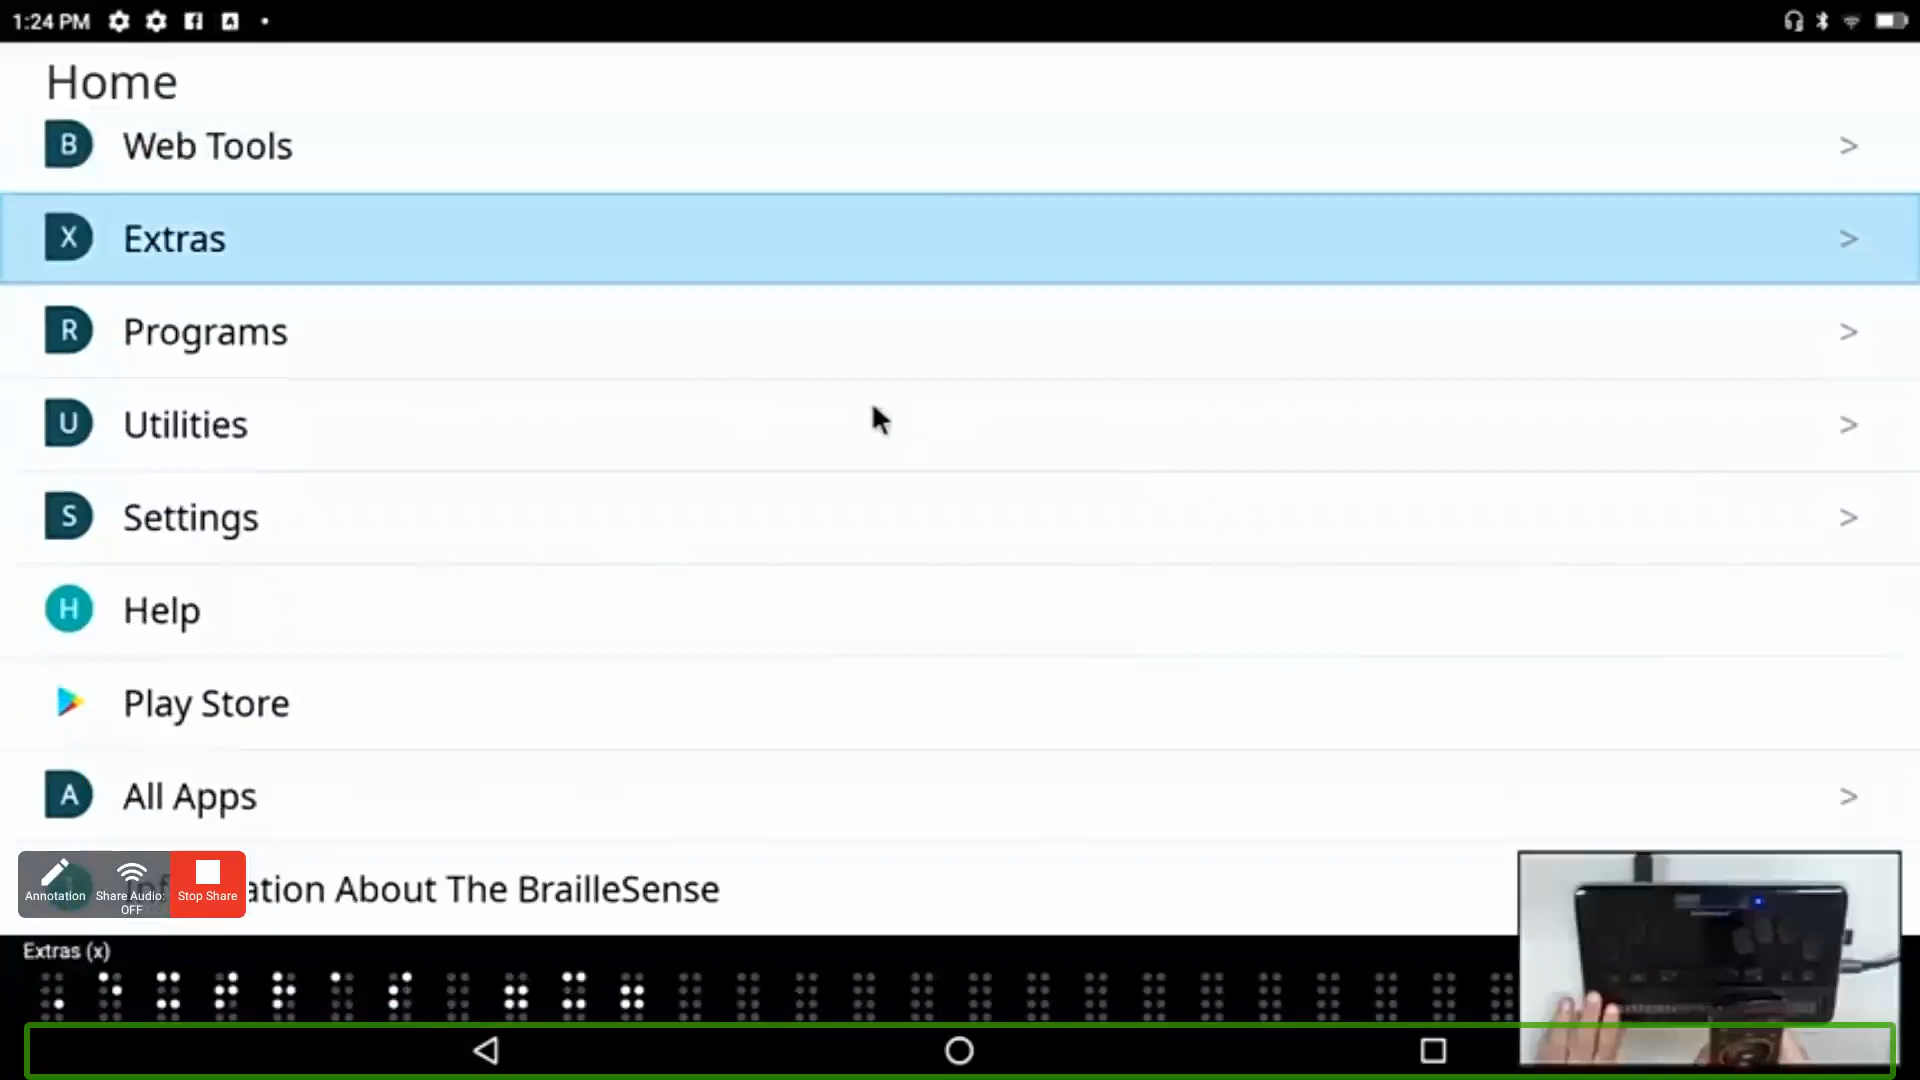 1:24 PM
Home
B Web Tools >
X Extras >
R Programs >
U Utilities >
S Settings >
H Help
Play Store
A All Apps >
ation About The BrailleSense
Annotation
Share Audio: OFF
Stop Share
Extras (x)